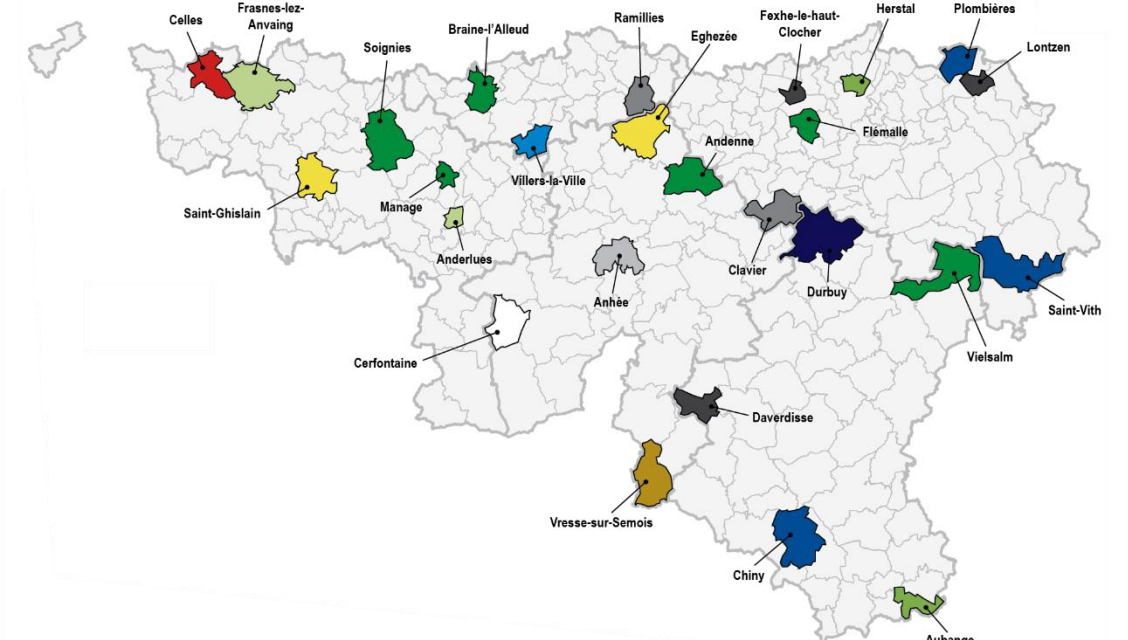 Celles
Frasnes-lez-
Anvaing
Soignies
Braine-l'Alleud
Ramillies
Eghezée
Fexhe-le-haut-
Clocher
Herstal
Plombières
Lontzen
Flémalle
Andenne
Villers-la-Ville
Manage
Saint-Ghislain
Anderlues
Clavier
Durbuy
Anhée
Saint-Vith
Vielsalm
Cerfontaine
Daverdisse
Vresse-sur-Semois
Chiny
Aubange